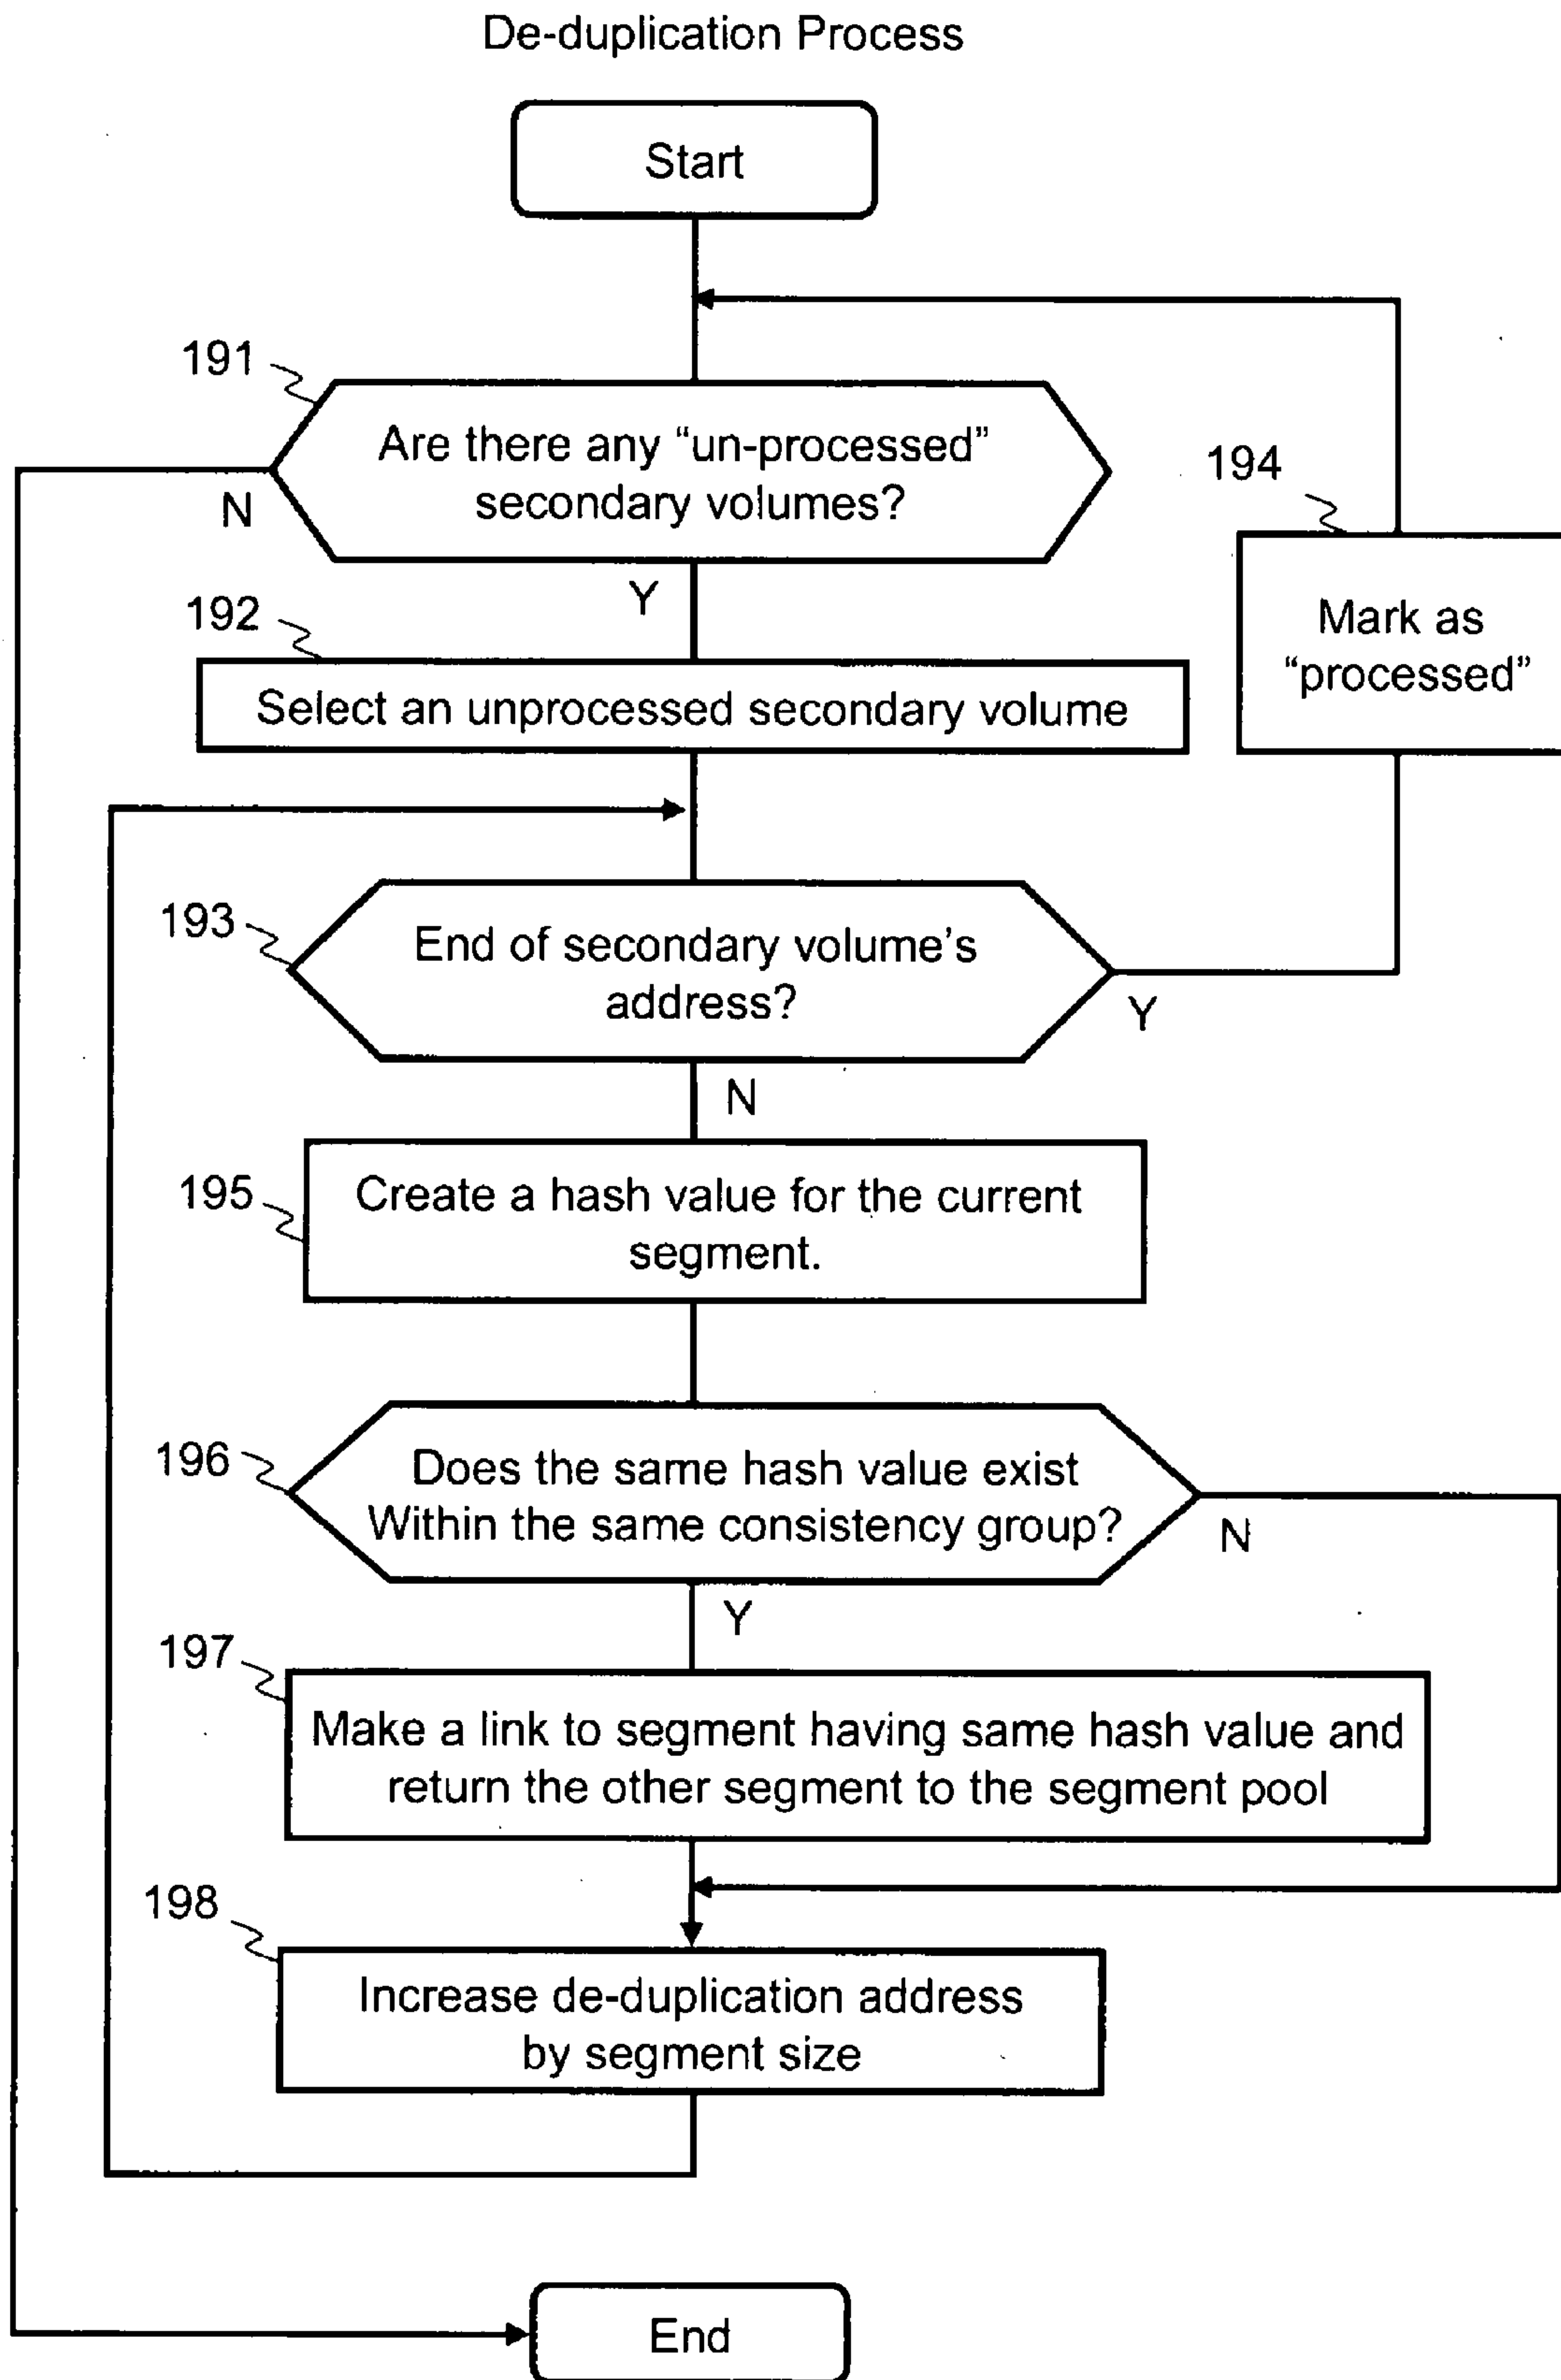 De-duplication Process
Start
191
Are there any “un-processed”
secondary volumes?
N
Y
194
Mark as
“processed”
192
Select an unprocessed secondary volume
193
End of secondary volume’s
address?
Y
N
195
Create a hash value for the current
segment.
196
Does the same hash value exist
Within the same consistency group?
N
Y
197
Make a link to segment having same hash value and
return the other segment to the segment pool
198
Increase de-duplication address
by segment size
End